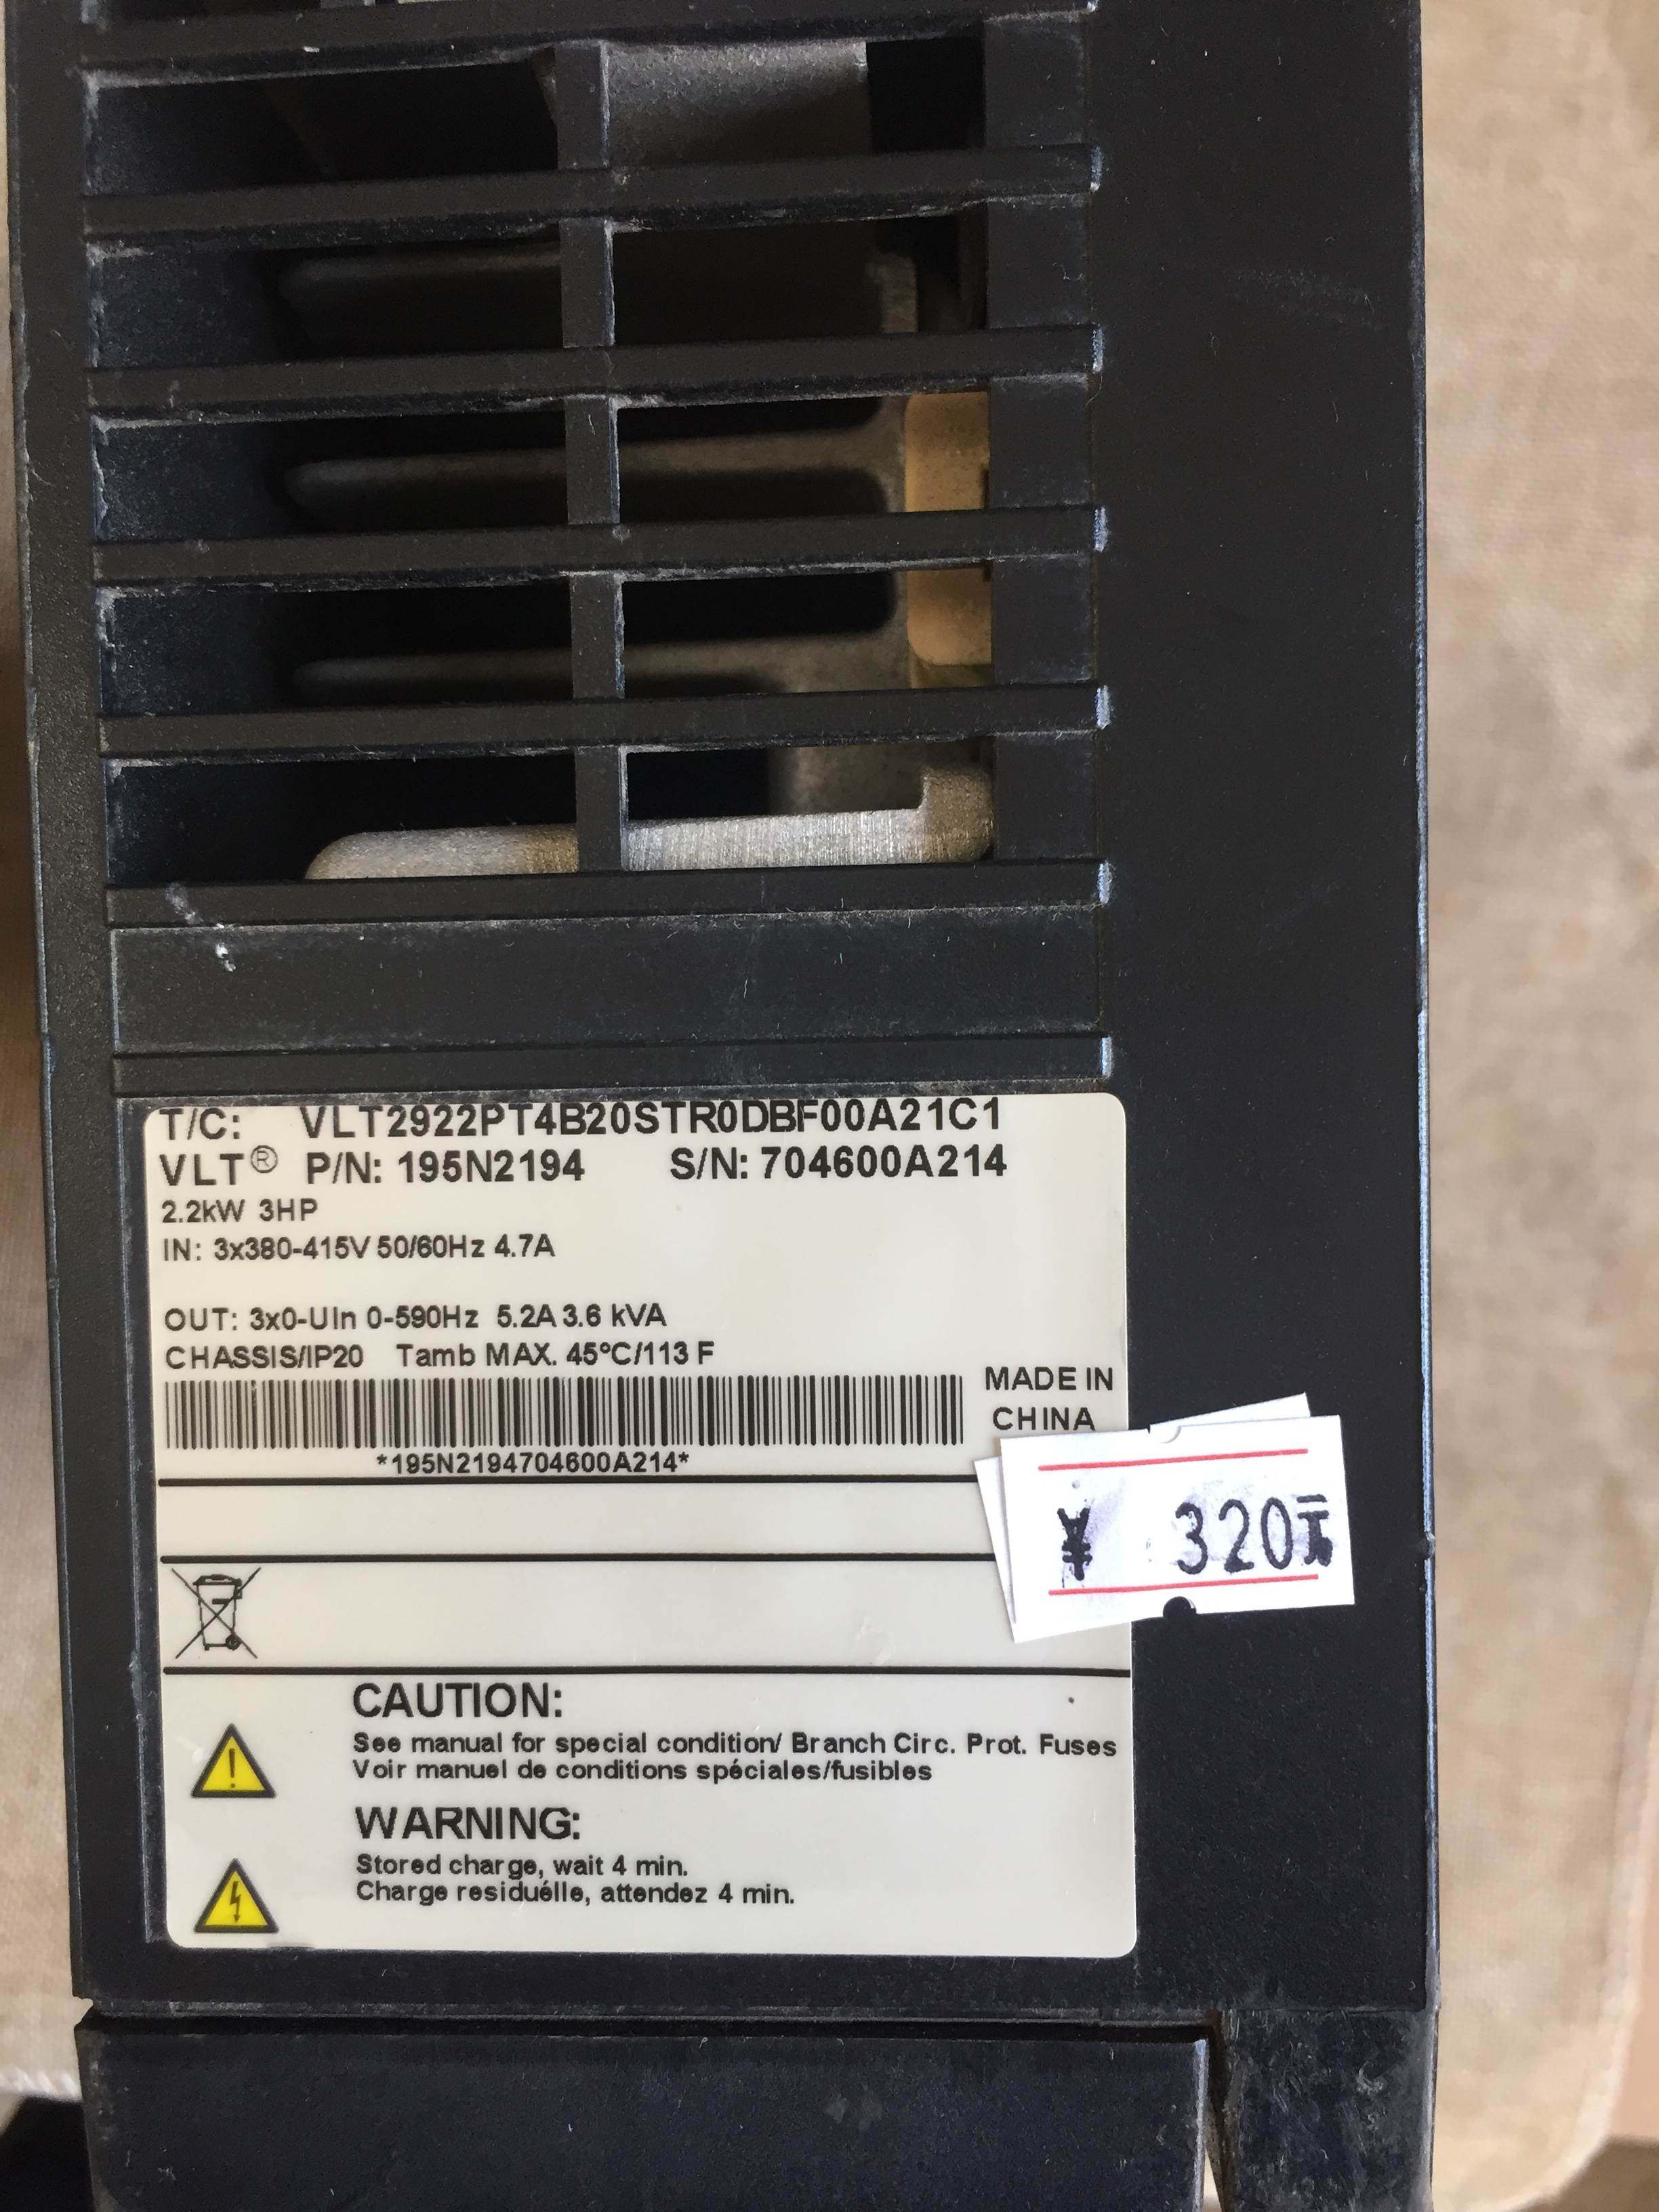 T/C: VLT2922PT4B20STR0DBF00A21C1
VLT® P/N: 195N2194 S/N: 704600A214
2.2kW 3HP
IN: 3x380-415V 50/60Hz 4.7A
OUT: 3x0-UIn 0-590Hz 5.2A 3.6 kVA
CHASSIS/IP20 Tamb MAX. 45°C/113 F
MADE IN
CHINA
*195N2194704600A214*
¥ 320元
CAUTION:
See manual for special condition/ Branch Circ. Prot. Fuses
Voir manuel de conditions spéciales/fusibles
WARNING:
Stored charge, wait 4 min.
Charge residuélle, attendez 4 min.